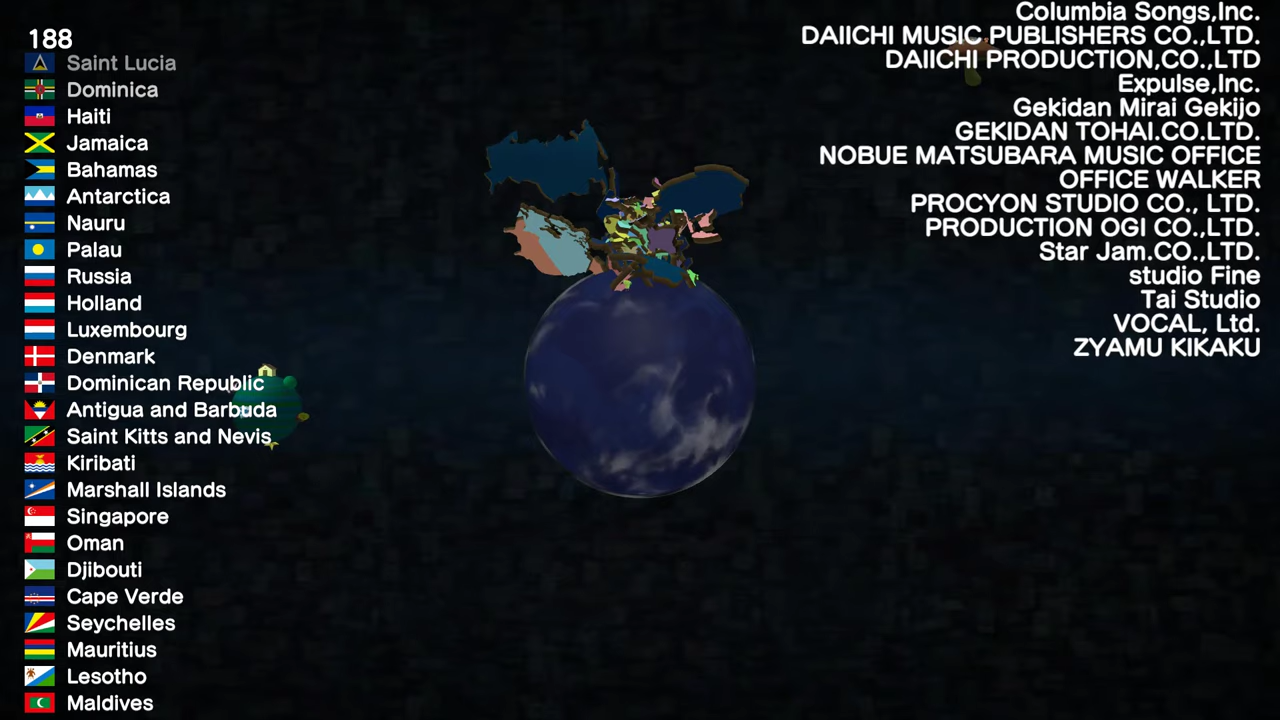 188
Saint Lucia
Dominica
Haiti
Jamaica
Bahamas
Antarctica
Nauru
Palau
Russia
Holland
Luxembourg
Denmark
Dominican Republic
Antigua and Barbuda
Saint Kitts and Nevis
Kiribati
Marshall Islands
Singapore
Oman
Djibouti
Cape Verde
Seychelles
Mauritius
Lesotho
Maldives
Columbia Songs,Inc.
DAIICHI MUSIC PUBLISHERS CO.,LTD.
DAIICHI PRODUCTION,CO.,LTD
Expulse,Inc.
Gekidan Mirai Gekijo
GEKIDAN TOHAI.CO.LTD.
NOBUE MATSUBARA MUSIC OFFICE
OFFICE WALKER
PROCYON STUDIO CO., LTD.
PRODUCTION OGI CO.,LTD.
Star Jam.CO.,LTD.
studio Fine
Tai Studio
VOCAL, Ltd.
ZYAMU KIKAKU